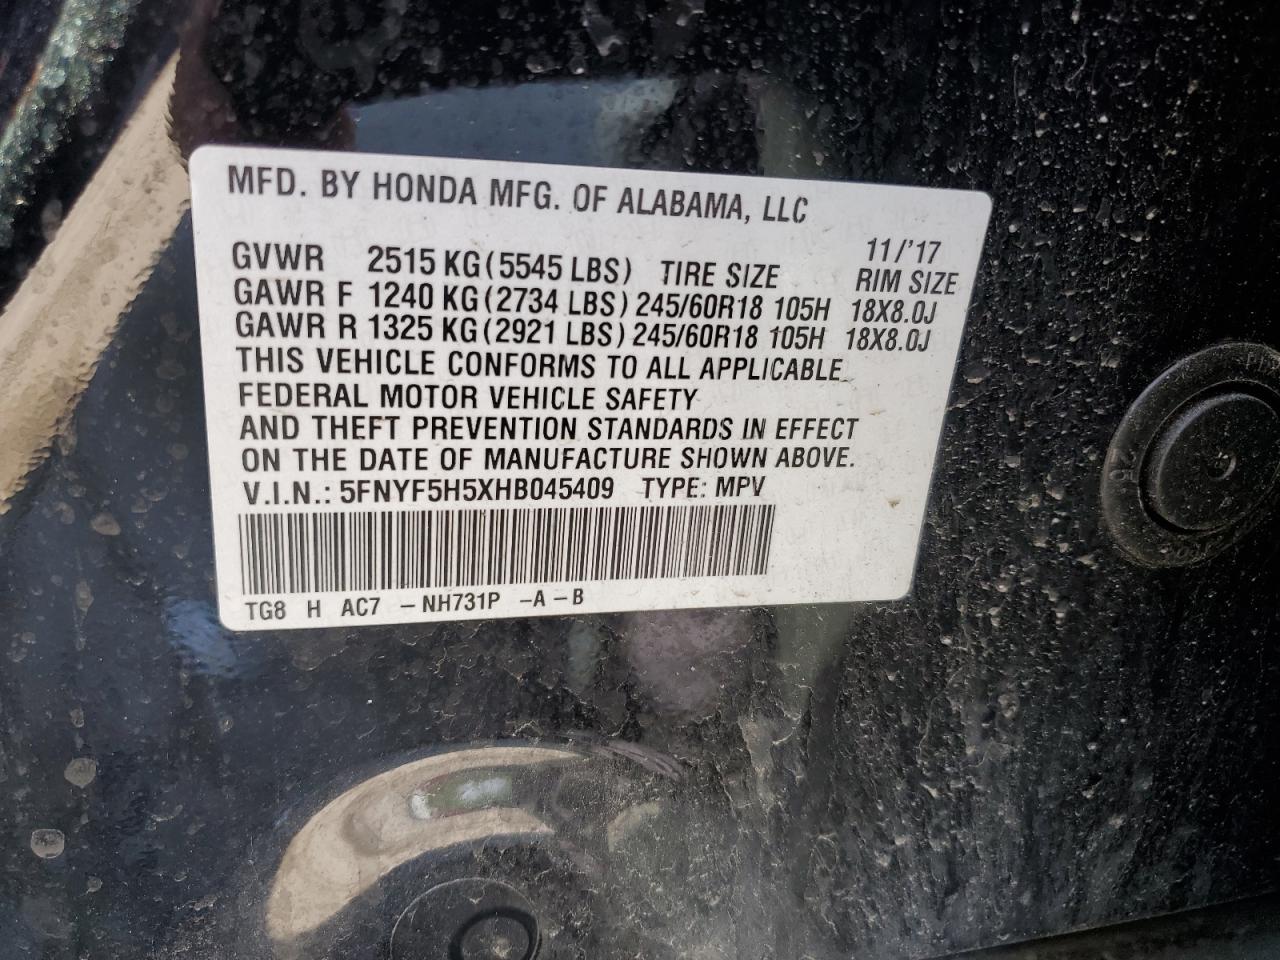 MFD. BY HONDA MFG. OF ALABAMA, LLC
11/'17
GVWR 2515 KG (5545 LBS) TIRE SIZE RIM SIZE
GAWR F 1240 KG (2734 LBS) 245/60R18 105H 18X8.0J
GAWR R 1325 KG (2921 LBS) 245/60R18 105H 18X8.0J
THIS VEHICLE CONFORMS TO ALL APPLICABLE
FEDERAL MOTOR VEHICLE SAFETY
AND THEFT PREVENTION STANDARDS IN EFFECT
ON THE DATE OF MANUFACTURE SHOWN ABOVE.
V.I.N.: 5FNYF5H5XHB045409 TYPE: MPV
TG8 H AC7 -NH731P -A-B